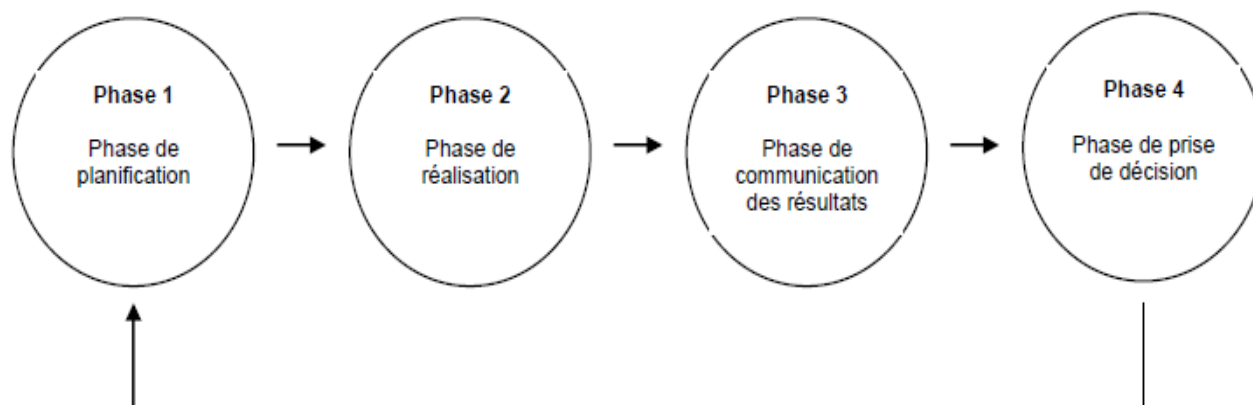 Phase 1
Phase de
planification
Phase 2
Phase de
réalisation
Phase 3
Phase de
communication
des résultats
Phase 4
Phase de prise
de décision